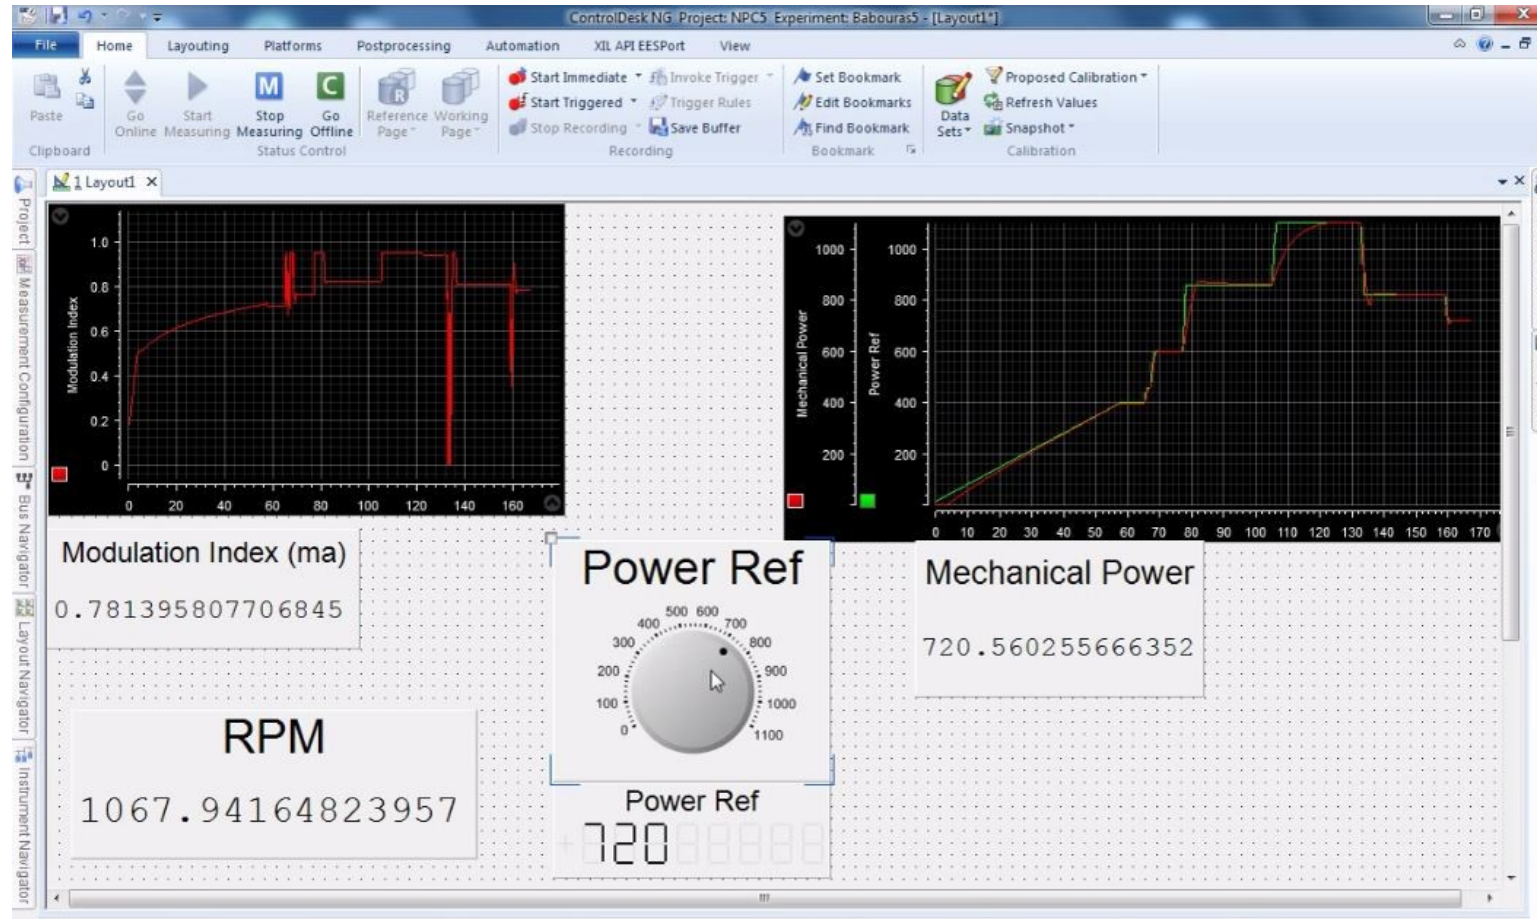 ControlDesk NG Project: NPC5 Experiment: Babouras5 - [Layout1*]
File Home Layouting Platforms Postprocessing Automation XIL API EESPort View
Paste
Clipboard
Go Online
Start Measuring
Stop Measuring
Go Offline
Status Control
Reference Page
Working Page
Start Immediate Invoke Trigger
Start Triggered Trigger Rules
Stop Recording Save Buffer
Recording
Set Bookmark
Edit Bookmarks
Find Bookmark
Bookmark
Data Sets
Proposed Calibration
Refresh Values
Snapshot
Calibration
1 Layout1
Project
Measurement Configuration
Bus Navigator
Layout Navigator
Instrument Navigator
Modulation Index
1.0
0.8
0.6
0.4
0.2
0
0 20 40 60 80 100 120 140 160
Mechanical Power
1000
800
600
400
200
Power Ref
1000
800
600
400
200
0 10 20 30 40 50 60 70 80 90 100 110 120 130 140 150 160 170
Modulation Index (ma)
0.781395807706845
RPM
1067.94164823957
Power Ref
0 100 200 300 400 500 600 700 800 900 1000 1100
Power Ref
720
Mechanical Power
720.560255666352